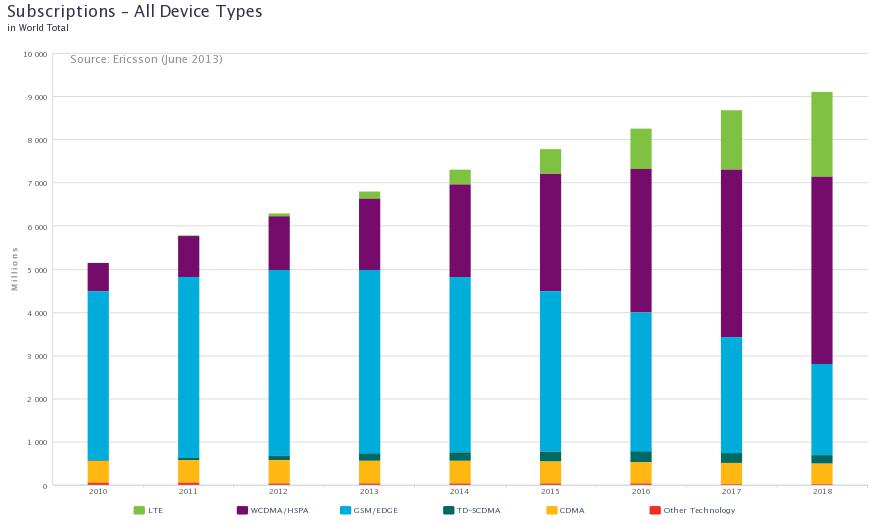 Subscriptions – All Device Types
in World Total
Source: Ericsson (June 2013)
10 000
9 000
8 000
7 000
6 000
5 000
4 000
3 000
2 000
1 000
0
Millions
2010 2011 2012 2013 2014 2015 2016 2017 2018
LTE WCDMA/HSPA GSM/EDGE TD-SCDMA CDMA Other Technology